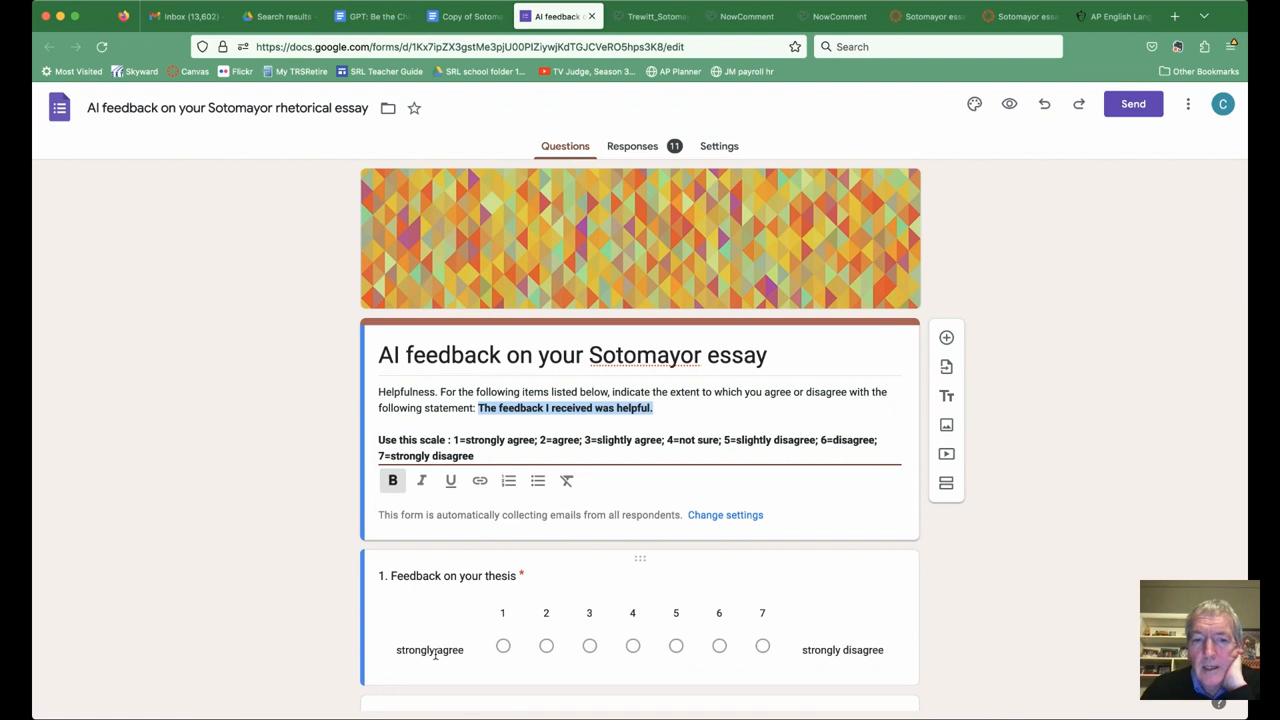 Inbox (13,602)
Search results
GPT: Be the Ch
Copy of Sotom
AI feedback
Trewitt_Sotom
NowComment
NowComment
Sotomayor ess
Sotomayor ess
AP English Lan
https://docs.google.com/forms/d/1Kx7ipZX3gstMe3pjU00PIZiywjKdTGJCVeRO5hps3K8/edit
Search
Most Visited
Skyward
Canvas
Flickr
My TRSRetire
SRL Teacher Guide
SRL school folder 1...
TV Judge, Season 3...
AP Planner
JM payroll hr
Other Bookmarks
AI feedback on your Sotomayor rhetorical essay
Send
C
Questions
Responses 11
Settings
AI feedback on your Sotomayor essay
Helpfulness. For the following items listed below, indicate the extent to which you agree or disagree with the
following statement: The feedback I received was helpful.
Use this scale : 1=strongly agree; 2=agree; 3=slightly agree; 4=not sure; 5=slightly disagree; 6=disagree;
7=strongly disagree
B I U
This form is automatically collecting emails from all respondents. Change settings
1. Feedback on your thesis *
1 2 3 4 5 6 7
strongly agree
strongly disagree